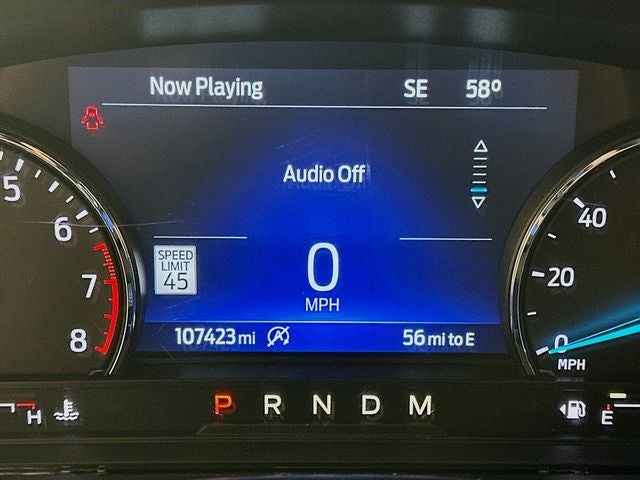 Now Playing SE 58°
Audio Off
5
6
7
8
SPEED
LIMIT
45
0
MPH
40
20
0
MPH
107423 mi 56 mi to E
H P R N D M E